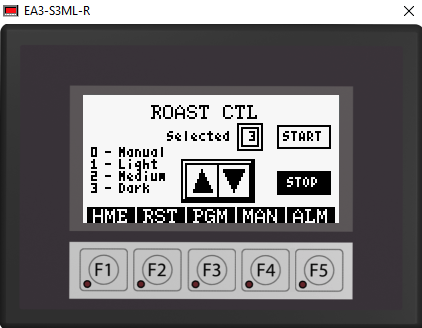 EA3-S3ML-R
ROAST CTL
Selected 3 START
0 - Manual
1 - Light
2 - Medium
3 - Dark
STOP
HME RST PGM MAN ALM
F1 F2 F3 F4 F5